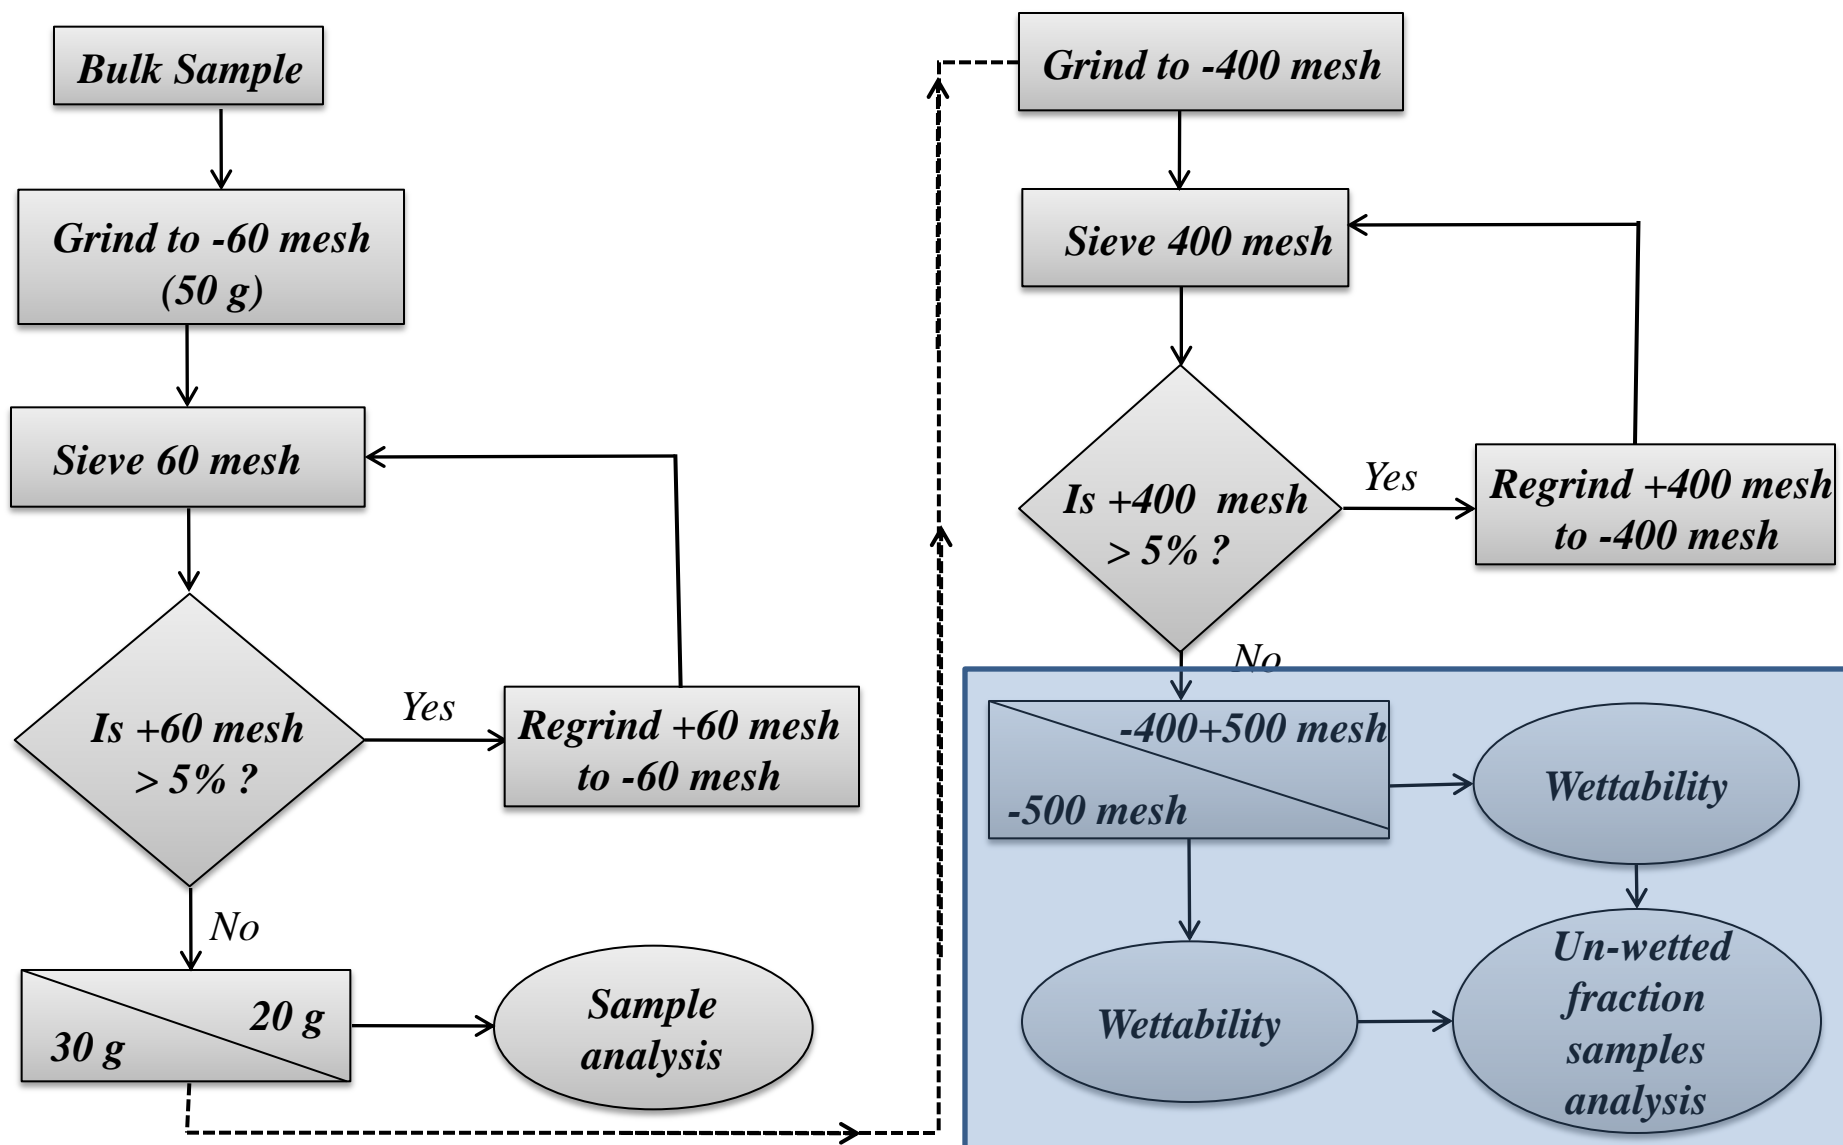 Bulk Sample
Grind to -60 mesh
(50 g)
Sieve 60 mesh
Is +60 mesh
> 5% ?
Yes
Regrind +60 mesh
to -60 mesh
No
20 g
30 g
Sample
analysis
Grind to -400 mesh
Sieve 400 mesh
Is +400 mesh
> 5% ?
Yes
Regrind +400 mesh
to -400 mesh
No
-400+500 mesh
-500 mesh
Wettability
Wettability
Un-wetted
fraction
samples
analysis